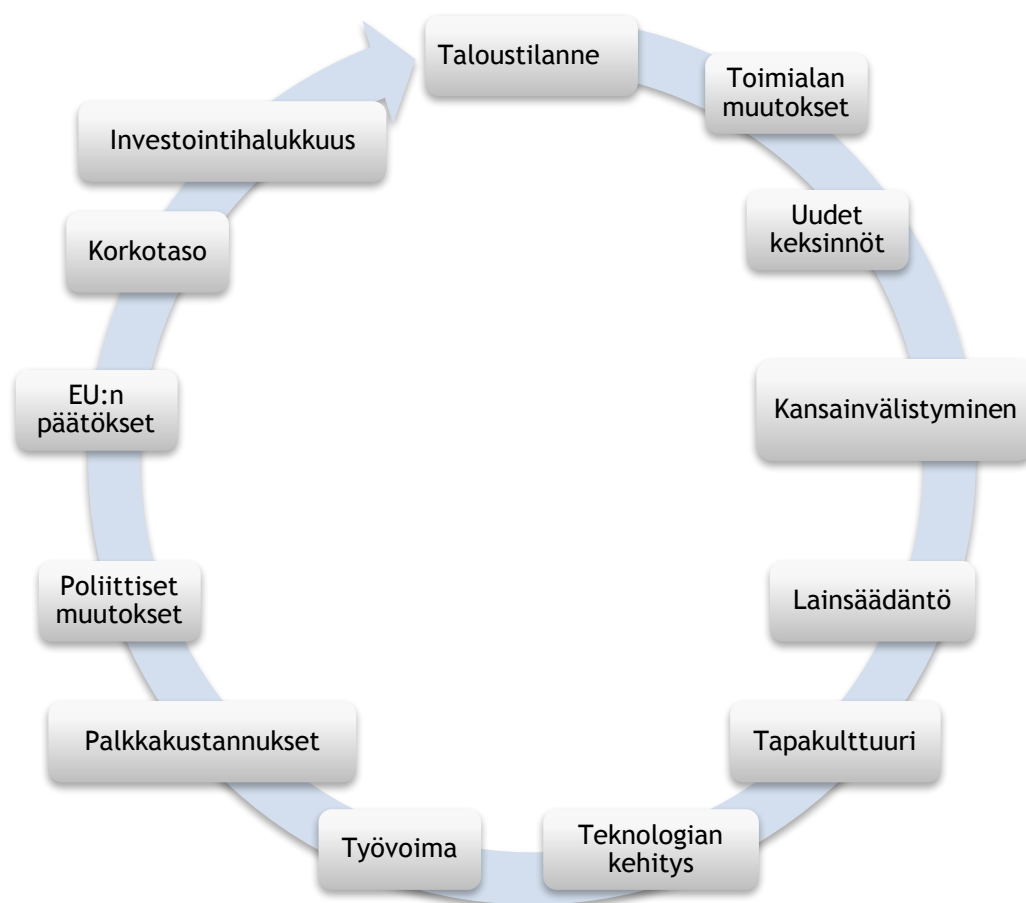 Taloustilanne
Toimialan
muutokset
Uudet
keksinnöt
Kansainvälistyminen
Lainsäädäntö
Tapakulttuuri
Teknologian
kehitys
Työvoima
Palkkakustannukset
Poliittiset
muutokset
EU:n
päätökset
Korkotaso
Investointihalukkuus